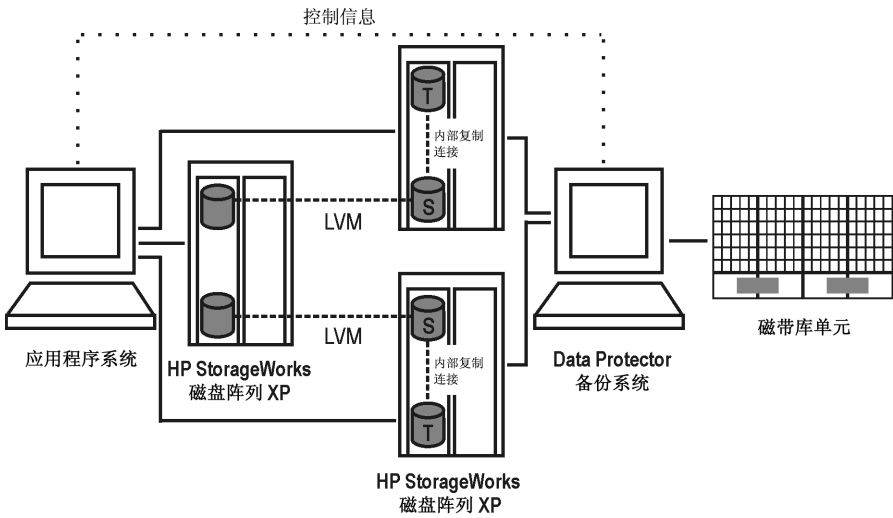 控制信息
T
内部复制
连接
S
LVM
S
LVM
内部复制
连接
T
应用程序系统
HP StorageWorks
磁盘阵列 XP
Data Protector
备份系统
磁带库单元
HP StorageWorks
磁盘阵列 XP